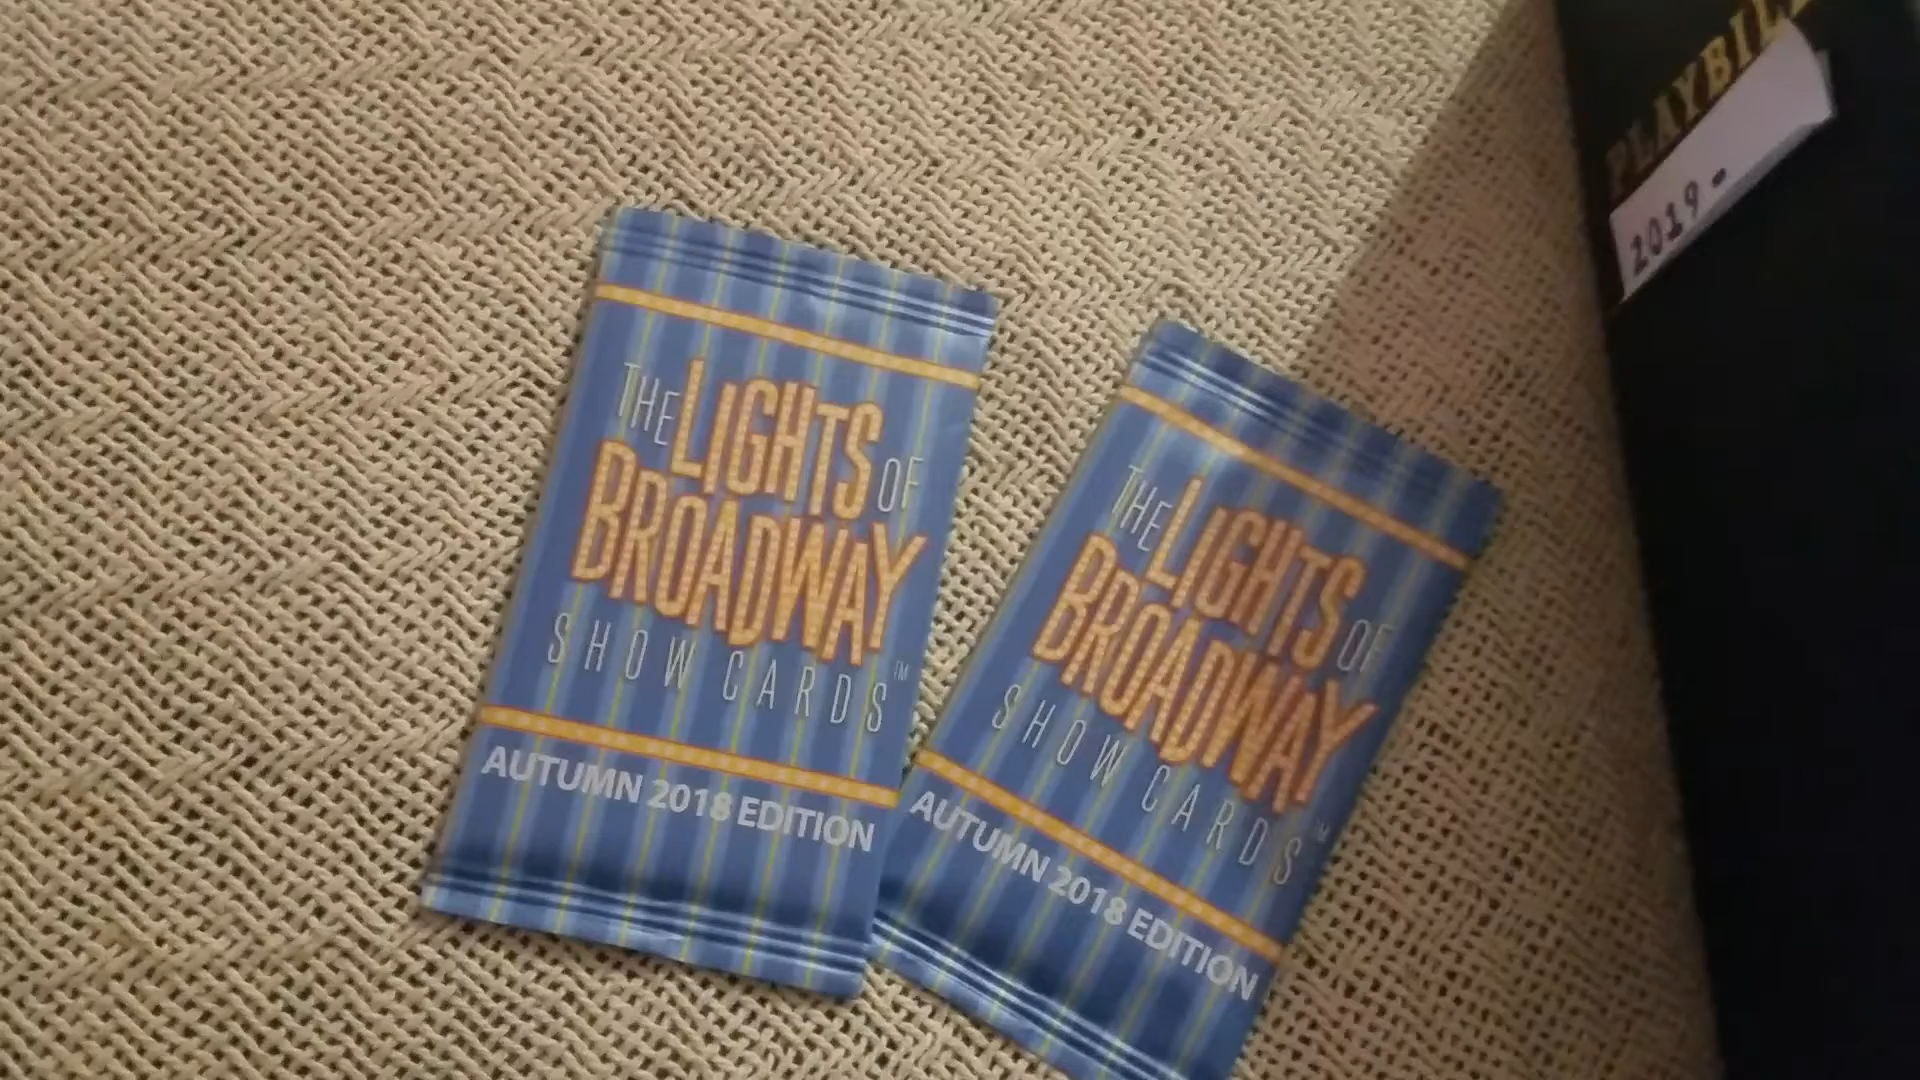 THE LIGHTS OF
BROADWAY
SHOW CARDS™
AUTUMN 2018 EDITION
THE LIGHTS OF
BROADWAY
SHOW CARDS™
AUTUMN 2018 EDITION
PLAYBILL
2019-